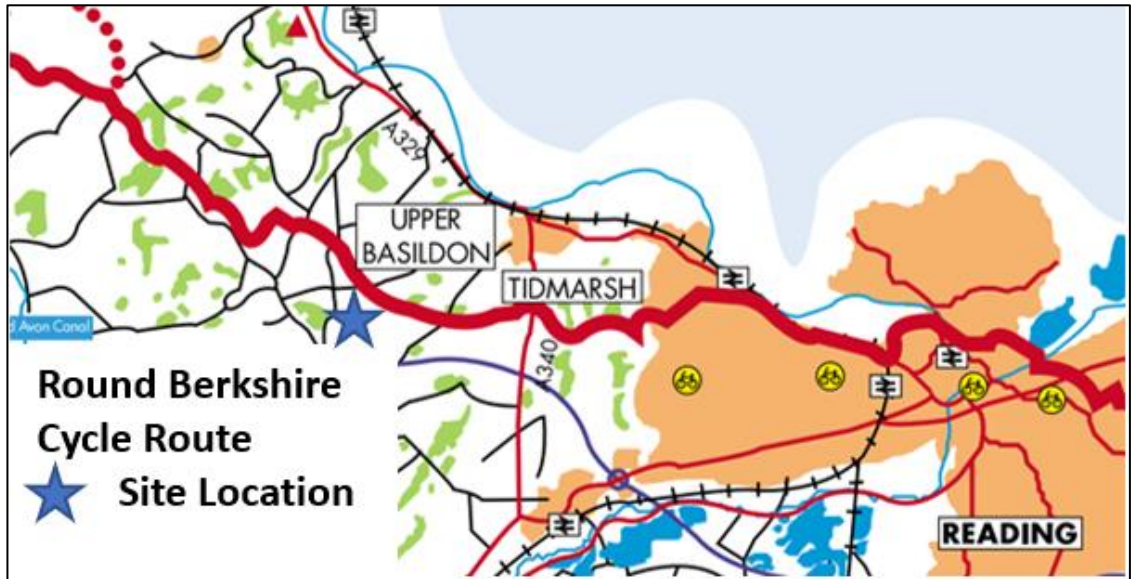 A329
UPPER
BASILDON
TIDMARSH
d Avon Canal
A340
Round Berkshire
Cycle Route
Site Location
READING